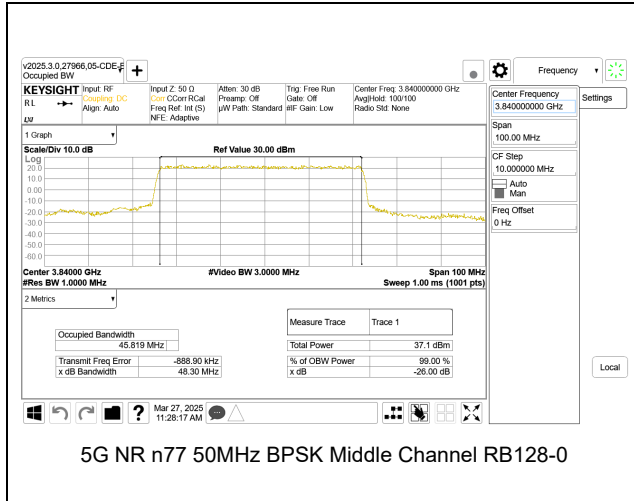 v2025.3.0,27966,05-CDE-E
Occupied BW
Frequency
KEYSIGHT
R L
Input: RF
Coupling: DC
Align: Auto
Input Z: 50 Ω
Corr CCorr RCal
Freq Ref: Int (S)
NFE: Adaptive
Atten: 30 dB
Preamp: Off
µW Path: Standard
Trig: Free Run
Gate: Off
#IF Gain: Low
Center Freq: 3.840000000 GHz
Avg|Hold: 100/100
Radio Std: None
Center Frequency
3.840000000 GHz
Settings
Span
100.00 MHz
CF Step
10.000000 MHz
Auto
Man
Freq Offset
0 Hz
1 Graph
Scale/Div 10.0 dB
Ref Value 30.00 dBm
Log
20.0
10.0
0.00
-10.0
-20.0
-30.0
-40.0
-50.0
-60.0
Center 3.84000 GHz
#Video BW 3.0000 MHz
Span 100 MHz
#Res BW 1.0000 MHz
Sweep 1.00 ms (1001 pts)
2 Metrics
Measure Trace Trace 1
Occupied Bandwidth
45.819 MHz
Total Power 37.1 dBm
Transmit Freq Error -888.90 kHz
% of OBW Power 99.00 %
x dB Bandwidth 48.30 MHz
x dB -26.00 dB
Local
Mar 27, 2025
11:28:17 AM
5G NR n77 50MHz BPSK Middle Channel RB128-0